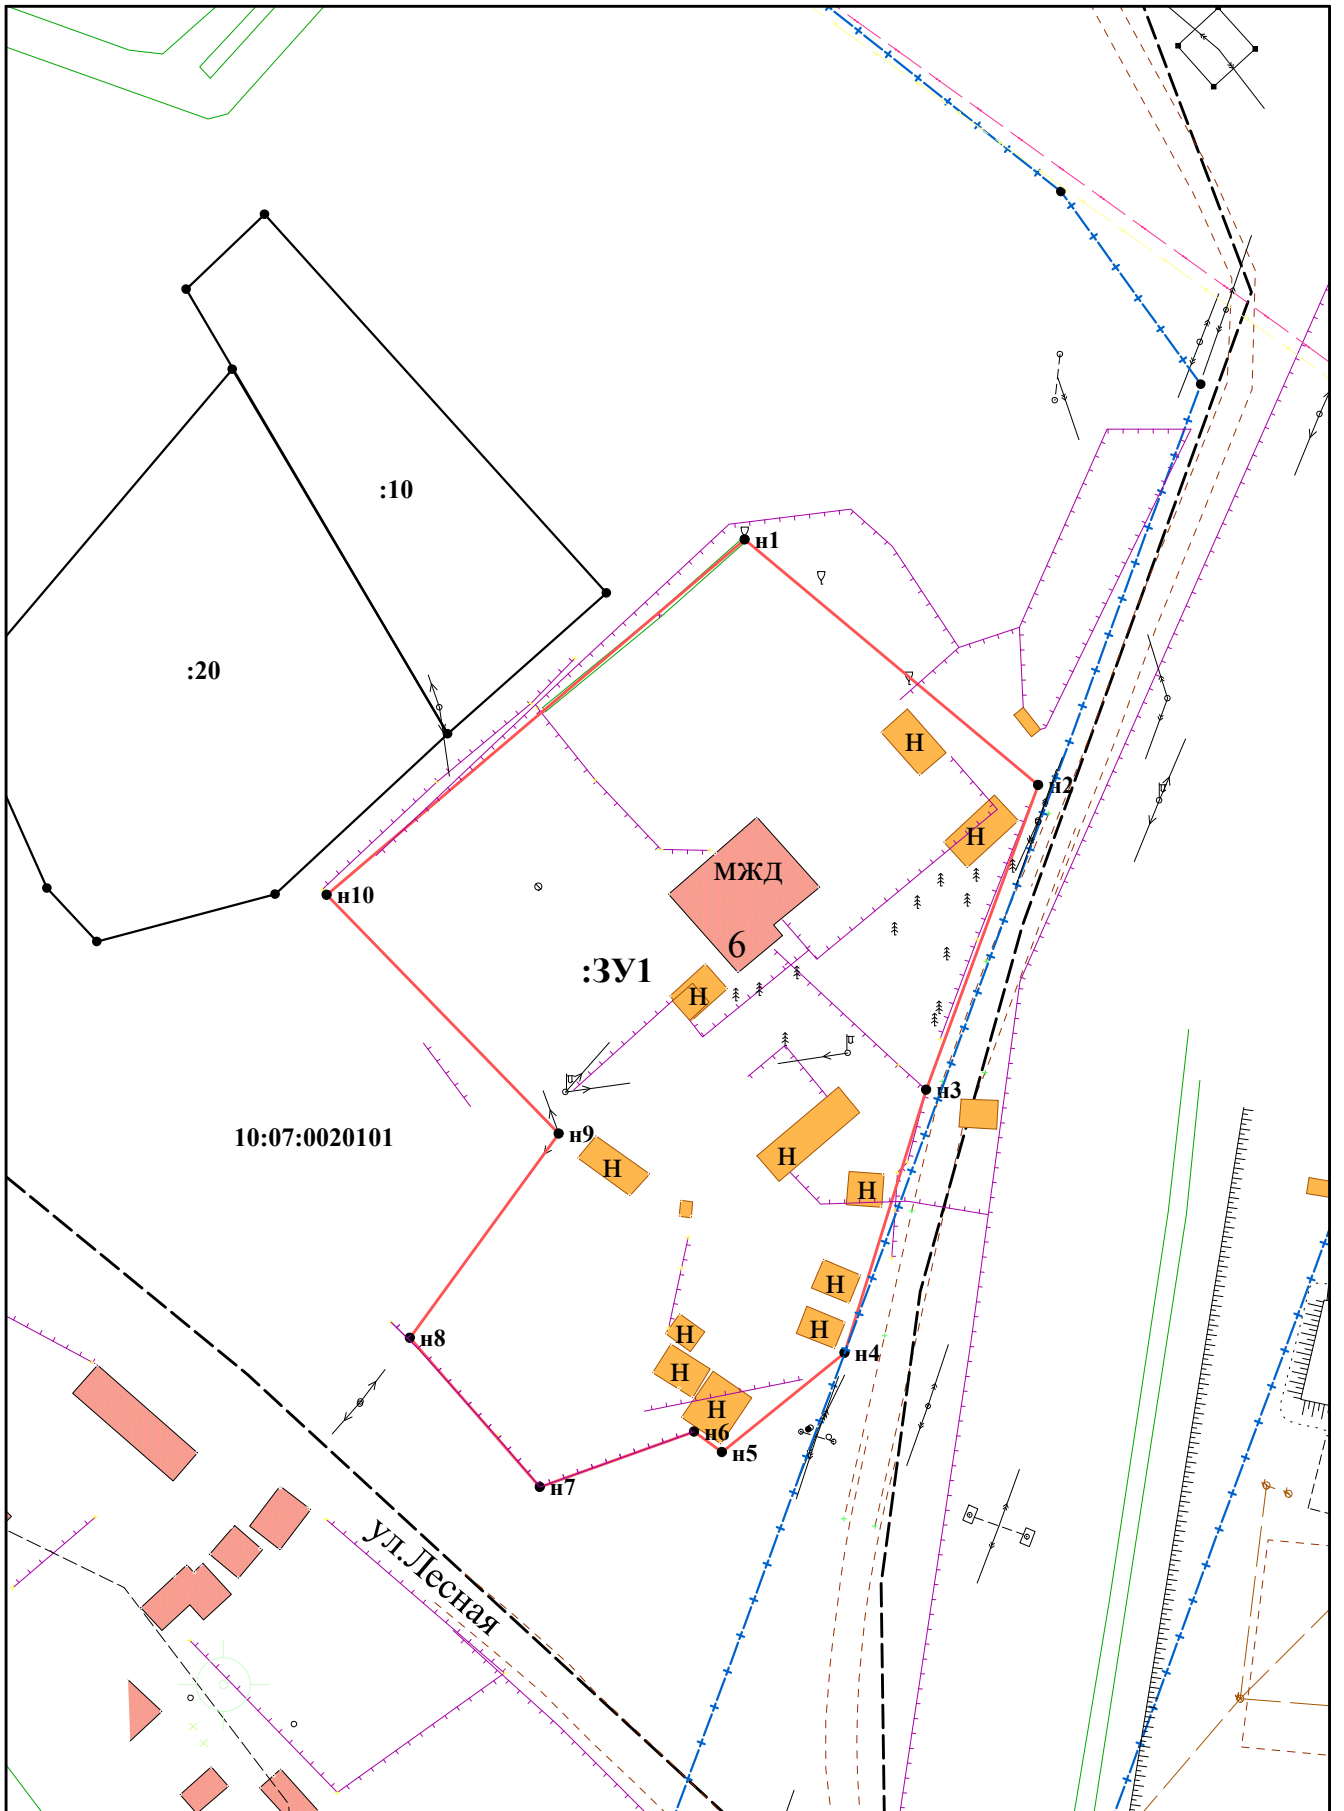 :10
н1
:20
Н
н2
Н
МЖД
н10
6
:ЗУ1
Н
н3
н9
10:07:0020101
Н
Н
Н
Н
н8
Н
Н
н4
Н
Н
н6
н5
н7
ул.Лесная